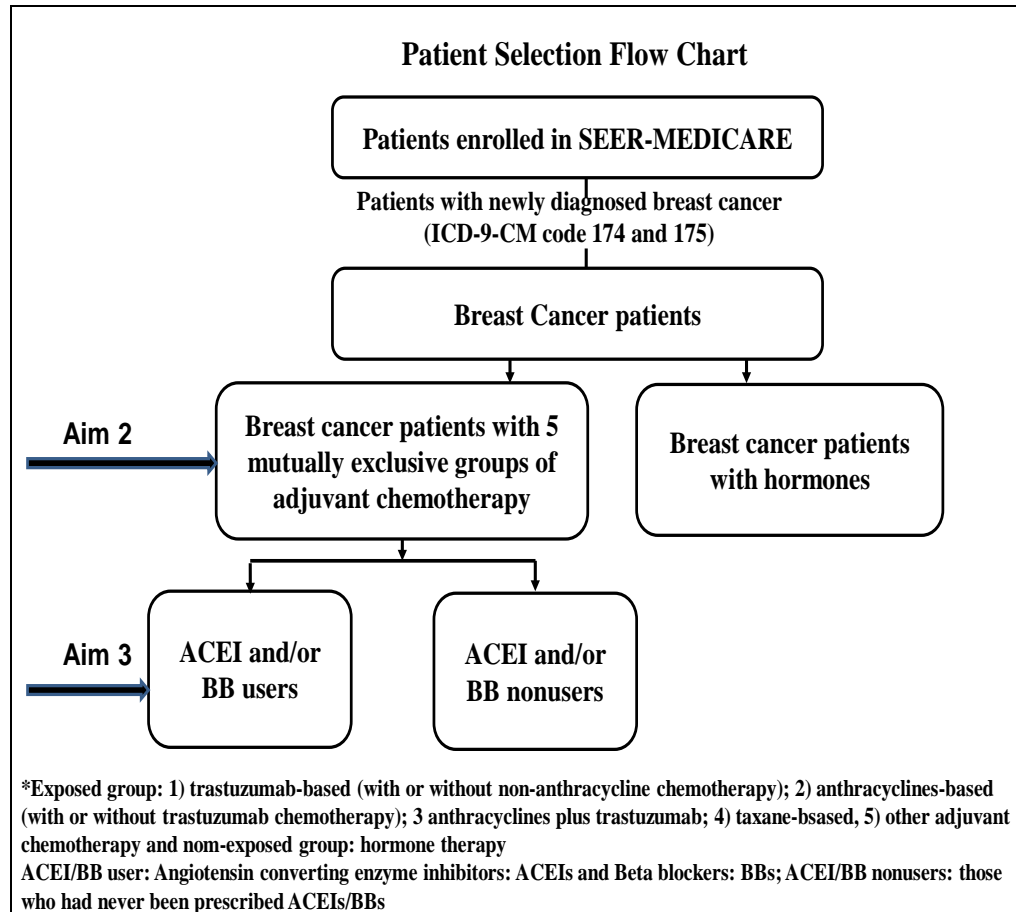 Patient Selection Flow Chart
Patients enrolled in SEER-MEDICARE
Patients with newly diagnosed breast cancer
(ICD-9-CM code 174 and 175)
Breast Cancer patients
Aim 2
Breast cancer patients with 5
mutually exclusive groups of
adjuvant chemotherapy
Breast cancer patients
with hormones
Aim 3
ACEI and/or
BB users
ACEI and/or
BB nonusers
*Exposed group: 1) trastuzumab-based (with or without non-anthracycline chemotherapy); 2) anthracyclines-based
(with or without trastuzumab chemotherapy); 3 anthracyclines plus trastuzumab; 4) taxane-bsased, 5) other adjuvant
chemotherapy and nom-exposed group: hormone therapy
ACEI/BB user: Angiotensin converting enzyme inhibitors: ACEIs and Beta blockers: BBs; ACEI/BB nonusers: those
who had never been prescribed ACEIs/BBs